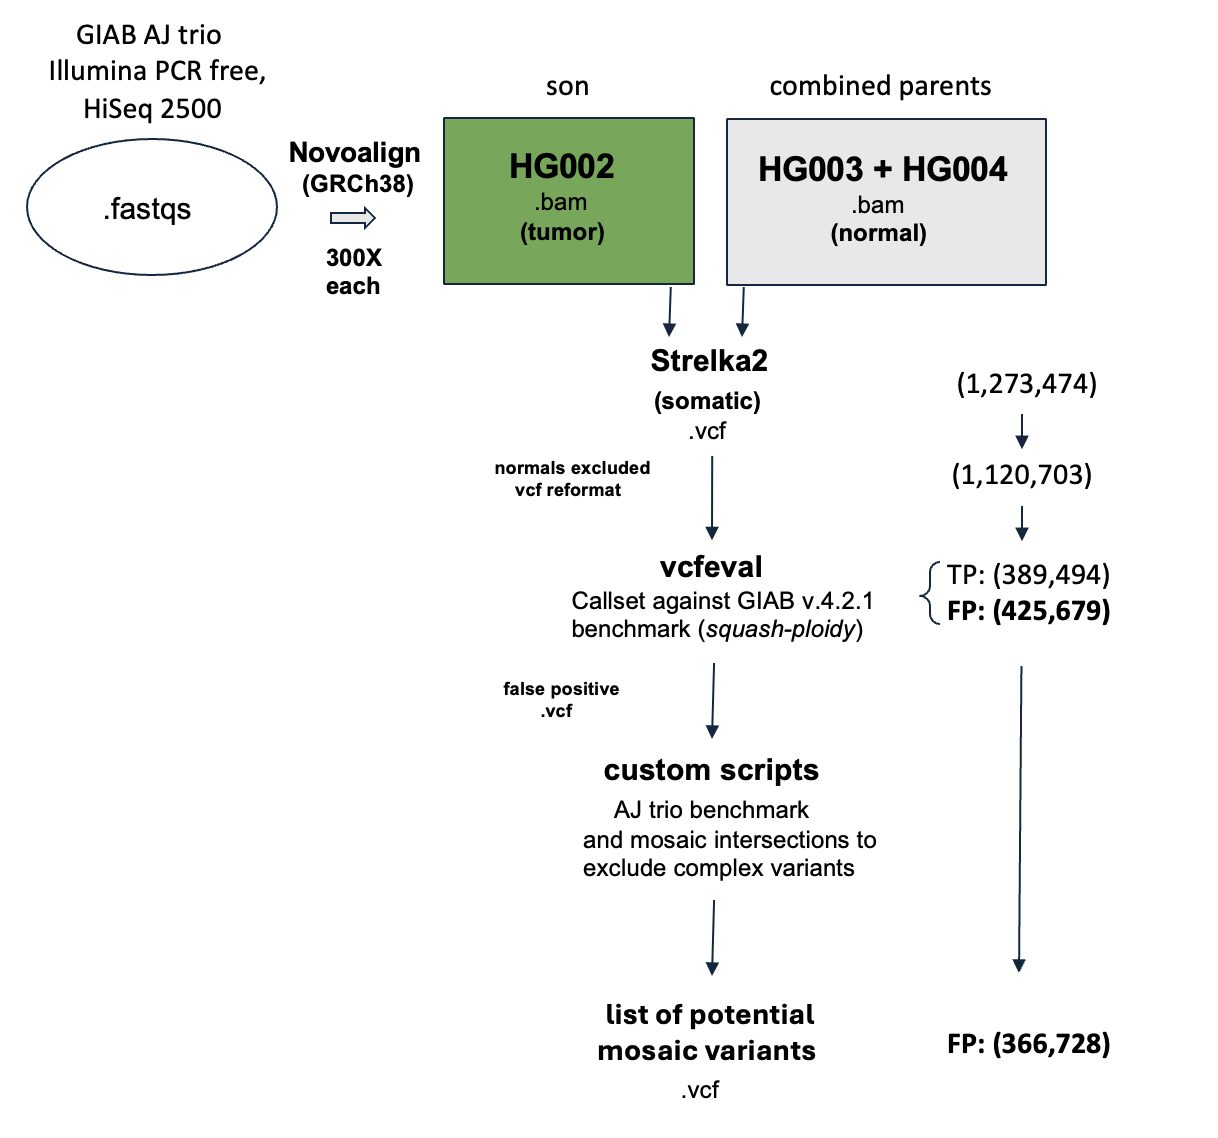 GIAB AJ trio
Illumina PCR free,
HiSeq 2500
.fastqs
Novoalign
(GRCh38)
300X
each
son
HG002
.bam
(tumor)
combined parents
HG003 + HG004
.bam
(normal)
Strelka2
(somatic)
.vcf
(1,273,474)
normals excluded
vcf reformat
(1,120,703)
vcfeval
Callset against GIAB v.4.2.1
benchmark (squash-ploidy)
TP: (389,494)
FP: (425,679)
false positive
.vcf
custom scripts
AJ trio benchmark
and mosaic intersections to
exclude complex variants
list of potential
mosaic variants
.vcf
FP: (366,728)